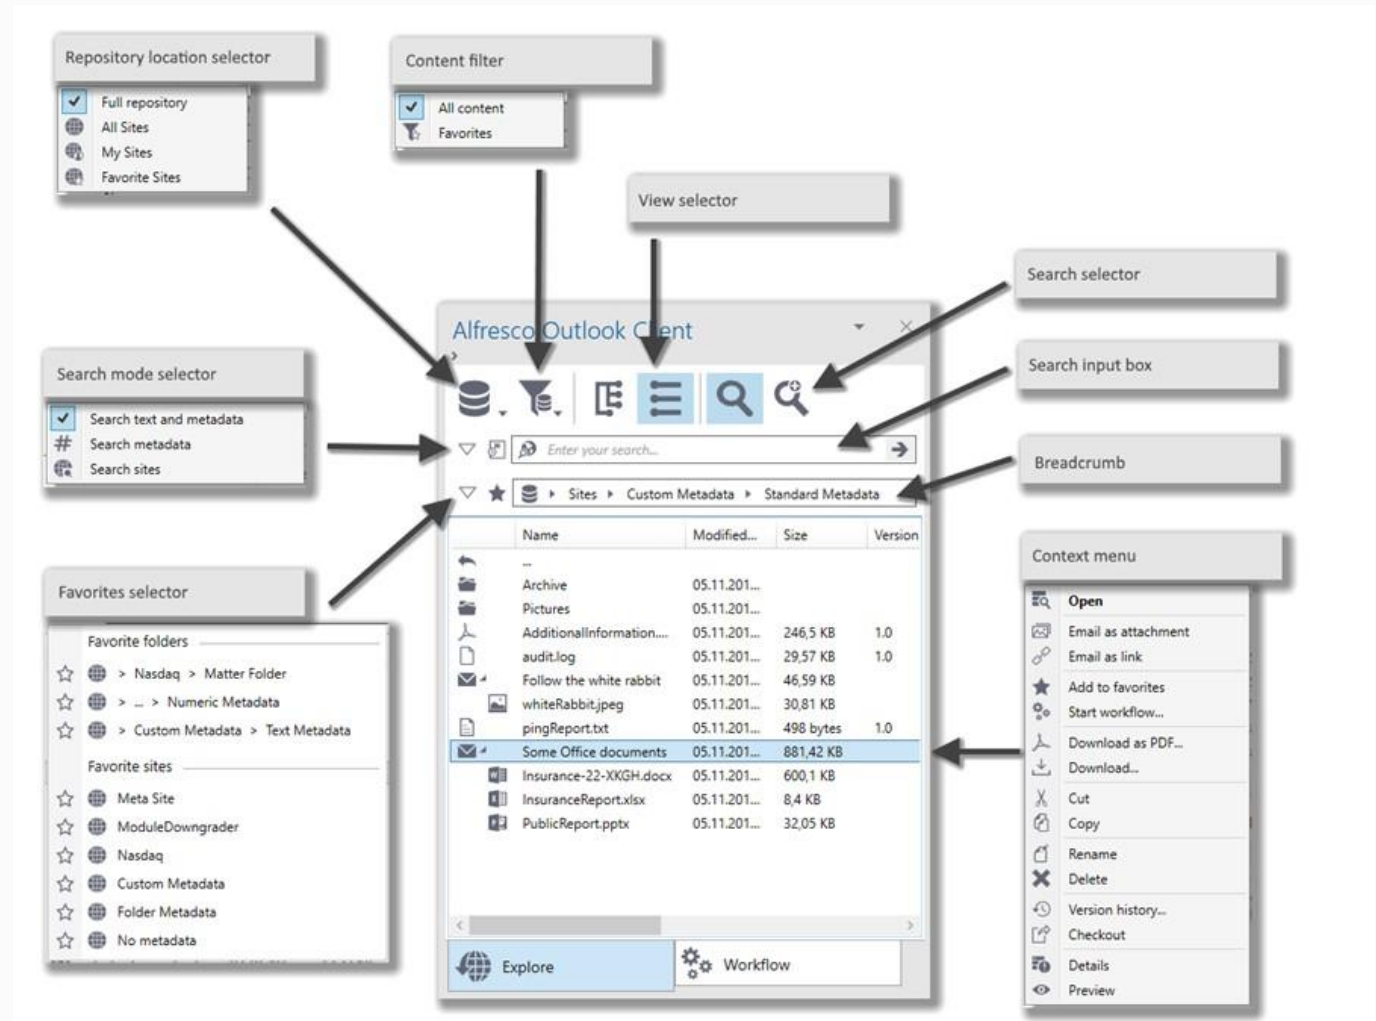 Repository location selector
Full repository
All Sites
My Sites
Favorite Sites
Content filter
All content
Favorites
View selector
Search selector
Search mode selector
Search text and metadata
Search metadata
Search sites
Search input box
Breadcrumb
Favorites selector
Favorite folders
> Nasdaq > Matter Folder
> ... > Numeric Metadata
> Custom Metadata > Text Metadata
Favorite sites
Meta Site
ModuleDowngrader
Nasdaq
Custom Metadata
Folder Metadata
No metadata
Alfresco Outlook Client
Enter your search...
Sites Custom Metadata Standard Metadata
Name Modified... Size Version
...
Archive 05.11.201...
Pictures 05.11.201...
AdditionalInformation.... 05.11.201... 246,5 KB 1.0
audit.log 05.11.201... 29,57 KB 1.0
Follow the white rabbit 05.11.201... 46,59 KB
whiteRabbit.jpeg 05.11.201... 30,81 KB
pingReport.txt 05.11.201... 498 bytes 1.0
Some Office documents 05.11.201... 881,42 KB
Insurance-22-XKGH.docx 05.11.201... 600,1 KB
InsuranceReport.xlsx 05.11.201... 8,4 KB
PublicReport.pptx 05.11.201... 32,05 KB
Explore Workflow
Context menu
Open
Email as attachment
Email as link
Add to favorites
Start workflow...
Download as PDF...
Download...
Cut
Copy
Rename
Delete
Version history...
Checkout
Details
Preview